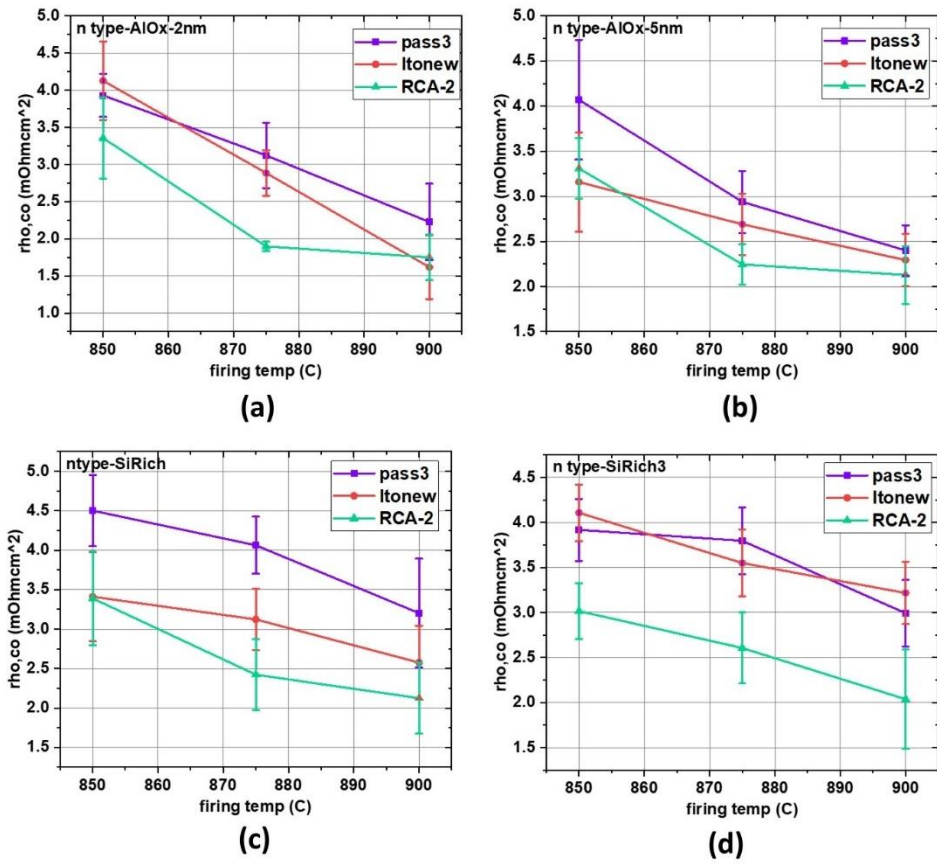 n type-AlOx-2nm
pass3
Itonew
RCA-2
rho,co (mOhmcm^2)
5.0
4.5
4.0
3.5
3.0
2.5
2.0
1.5
1.0
850 860 870 880 890 900
firing temp (C)
(a)
n type-AlOx-5nm
pass3
Itonew
RCA-2
rho,co (mOhmcm^2)
5.0
4.5
4.0
3.5
3.0
2.5
2.0
1.5
850 860 870 880 890 900
firing temp (C)
(b)
ntype-SiRich
pass3
Itonew
RCA-2
rho,co (mOhmcm^2)
5.0
4.5
4.0
3.5
3.0
2.5
2.0
1.5
850 860 870 880 890 900
firing temp (C)
(c)
n type-SiRich3
pass3
Itonew
RCA-2
rho,co (mOhmcm^2)
4.5
4.0
3.5
3.0
2.5
2.0
1.5
850 860 870 880 890 900
firing temp (C)
(d)